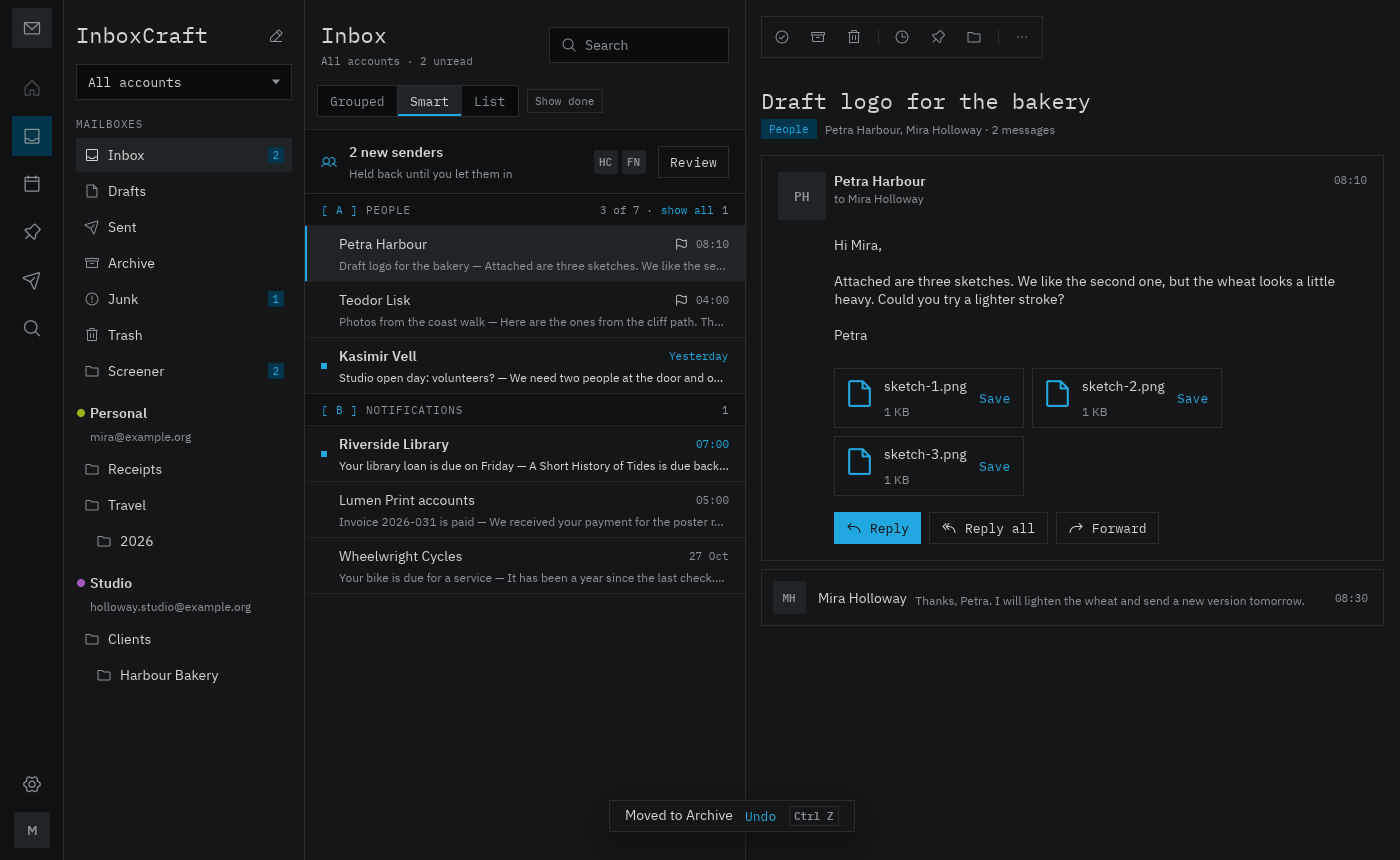 InboxCraft
All accounts
MAILBOXES
Inbox 2
Drafts
Sent
Archive
Junk 1
Trash
Screener 2
Personal
mira@example.org
Receipts
Travel
2026
Studio
holloway.studio@example.org
Clients
Harbour Bakery
M
Inbox
All accounts · 2 unread
Search
Grouped Smart List Show done
2 new senders
Held back until you let them in
HC FN Review
[ A ] PEOPLE 3 of 7 · show all 1
Petra Harbour 08:10
Draft logo for the bakery — Attached are three sketches. We like the se…
Teodor Lisk 04:00
Photos from the coast walk — Here are the ones from the cliff path. Th…
Kasimir Vell Yesterday
Studio open day: volunteers? — We need two people at the door and o…
[ B ] NOTIFICATIONS 1
Riverside Library 07:00
Your library loan is due on Friday — A Short History of Tides is due back…
Lumen Print accounts 05:00
Invoice 2026-031 is paid — We received your payment for the poster r…
Wheelwright Cycles 27 Oct
Your bike is due for a service — It has been a year since the last check.…
Draft logo for the bakery
People Petra Harbour, Mira Holloway · 2 messages
PH
Petra Harbour 08:10
to Mira Holloway
Hi Mira,
Attached are three sketches. We like the second one, but the wheat looks a little
heavy. Could you try a lighter stroke?
Petra
sketch-1.png
1 KB
Save
sketch-2.png
1 KB
Save
sketch-3.png
1 KB
Save
Reply Reply all Forward
MH Mira Holloway Thanks, Petra. I will lighten the wheat and send a new version tomorrow. 08:30
Moved to Archive Undo Ctrl Z